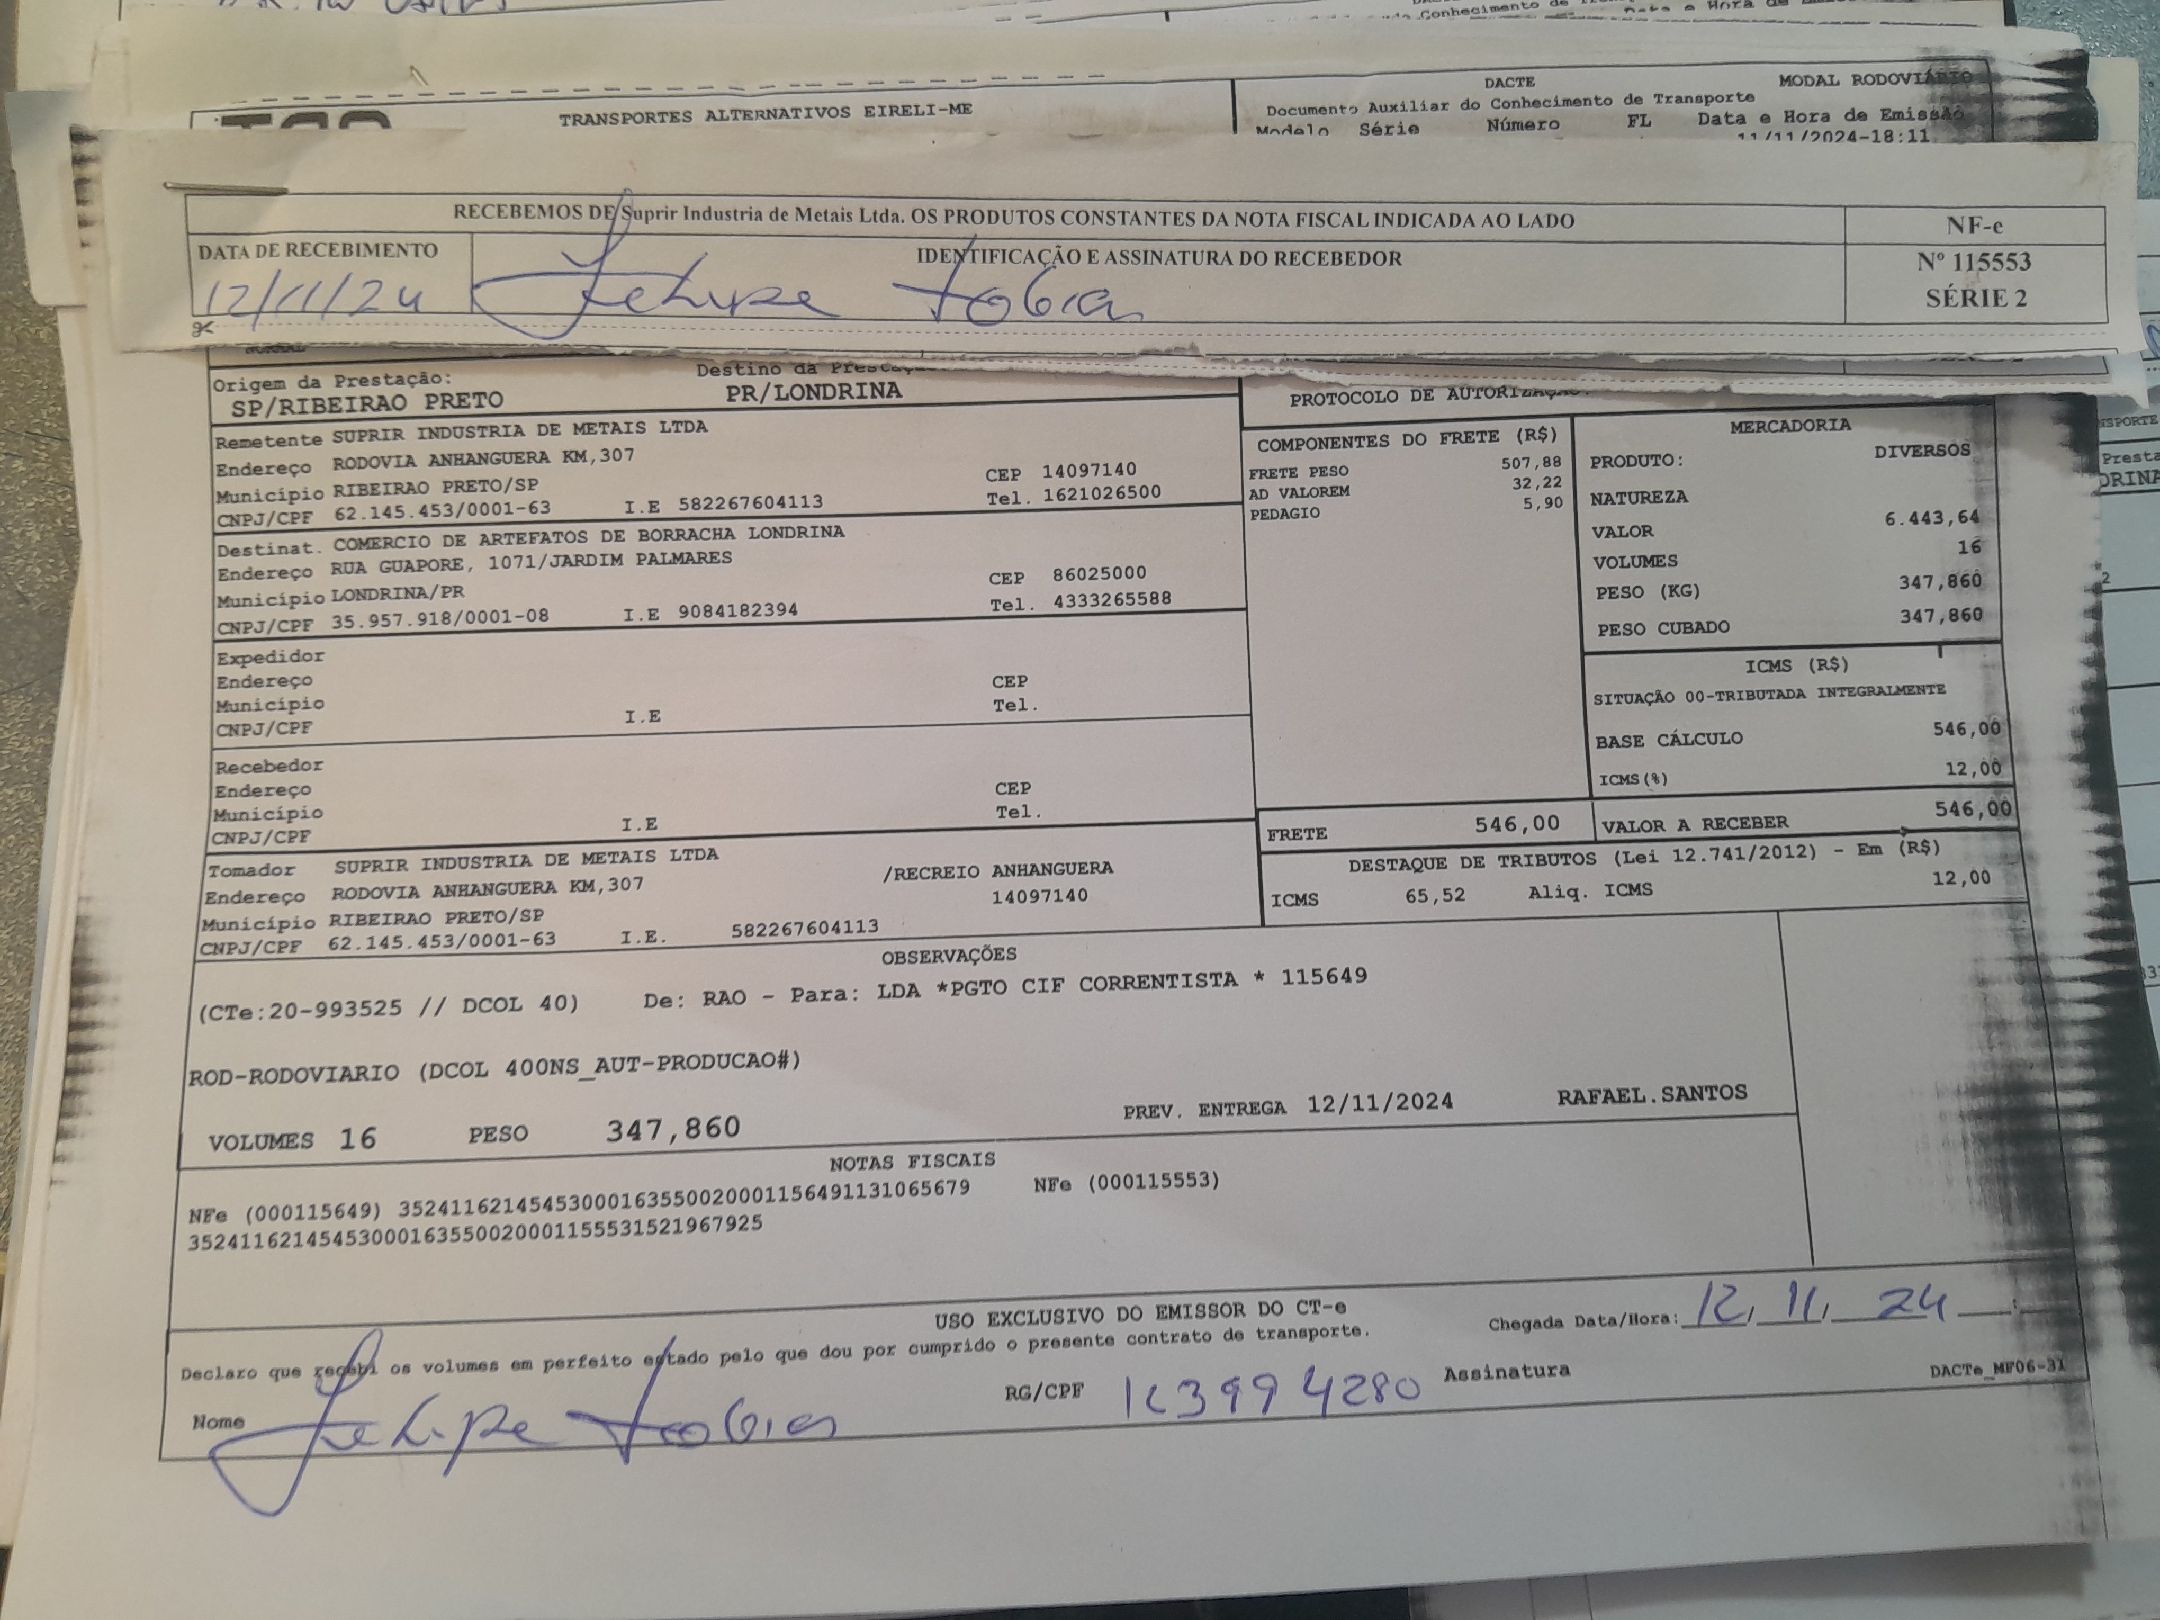 DACTE MODAL RODOVIÁRIO
TRANSPORTES ALTERNATIVOS EIRELI-ME
Documento Auxiliar do Conhecimento de Transporte
Modelo Série Número FL Data e Hora de Emissão
11/11/2024-18:11
RECEBEMOS DE Suprir Industria de Metais Ltda. OS PRODUTOS CONSTANTES DA NOTA FISCAL INDICADA AO LADO
NF-e
DATA DE RECEBIMENTO
IDENTIFICAÇÃO E ASSINATURA DO RECEBEDOR
Nº 115553
SÉRIE 2
12/11/24 Felipe Tobias
Origem da Prestação:
SP/RIBEIRAO PRETO
Destino da
PR/LONDRINA
PROTOCOLO DE AUTORIZAÇÃO:
Remetente SUPRIR INDUSTRIA DE METAIS LTDA
Endereço RODOVIA ANHANGUERA KM,307
Município RIBEIRAO PRETO/SP CEP 14097140
CNPJ/CPF 62.145.453/0001-63 I.E 582267604113 Tel. 1621026500
Destinat. COMERCIO DE ARTEFATOS DE BORRACHA LONDRINA
Endereço RUA GUAPORE, 1071/JARDIM PALMARES
Município LONDRINA/PR CEP 86025000
CNPJ/CPF 35.957.918/0001-08 I.E 9084182394 Tel. 4333265588
Expedidor
Endereço
Município CEP
CNPJ/CPF I.E Tel.
Recebedor
Endereço CEP
Município Tel.
CNPJ/CPF I.E
Tomador SUPRIR INDUSTRIA DE METAIS LTDA
Endereço RODOVIA ANHANGUERA KM,307 /RECREIO ANHANGUERA
Município RIBEIRAO PRETO/SP 14097140
CNPJ/CPF 62.145.453/0001-63 I.E. 582267604113
COMPONENTES DO FRETE (R$)
FRETE PESO 507,88
AD VALOREM 32,22
PEDAGIO 5,90
MERCADORIA
PRODUTO: DIVERSOS
NATUREZA
VALOR 6.443,64
VOLUMES 16
PESO (KG) 347,860
PESO CUBADO 347,860
ICMS (R$)
SITUAÇÃO 00-TRIBUTADA INTEGRALMENTE
BASE CÁLCULO 546,00
ICMS(%) 12,00
FRETE 546,00 VALOR A RECEBER 546,00
DESTAQUE DE TRIBUTOS (Lei 12.741/2012) - Em (R$)
ICMS 65,52 Aliq. ICMS 12,00
OBSERVAÇÕES
(CTe:20-993525 // DCOL 40) De: RAO - Para: LDA *PGTO CIF CORRENTISTA * 115649
ROD-RODOVIARIO (DCOL 400NS_AUT-PRODUCAO#)
VOLUMES 16 PESO 347,860 PREV. ENTREGA 12/11/2024 RAFAEL.SANTOS
NOTAS FISCAIS
NFe (000115649) 35241162145453000163550020001156491131065679 NFe (000115553)
35241162145453000163550020001155531521967925
USO EXCLUSIVO DO EMISSOR DO CT-e
Chegada Data/Hora: 12, 11, 24 :
Declaro que recebi os volumes em perfeito estado pelo que dou por cumprido o presente contrato de transporte.
Nome Felipe Tobias RG/CPF Assinatura
DACTe_MF06-31